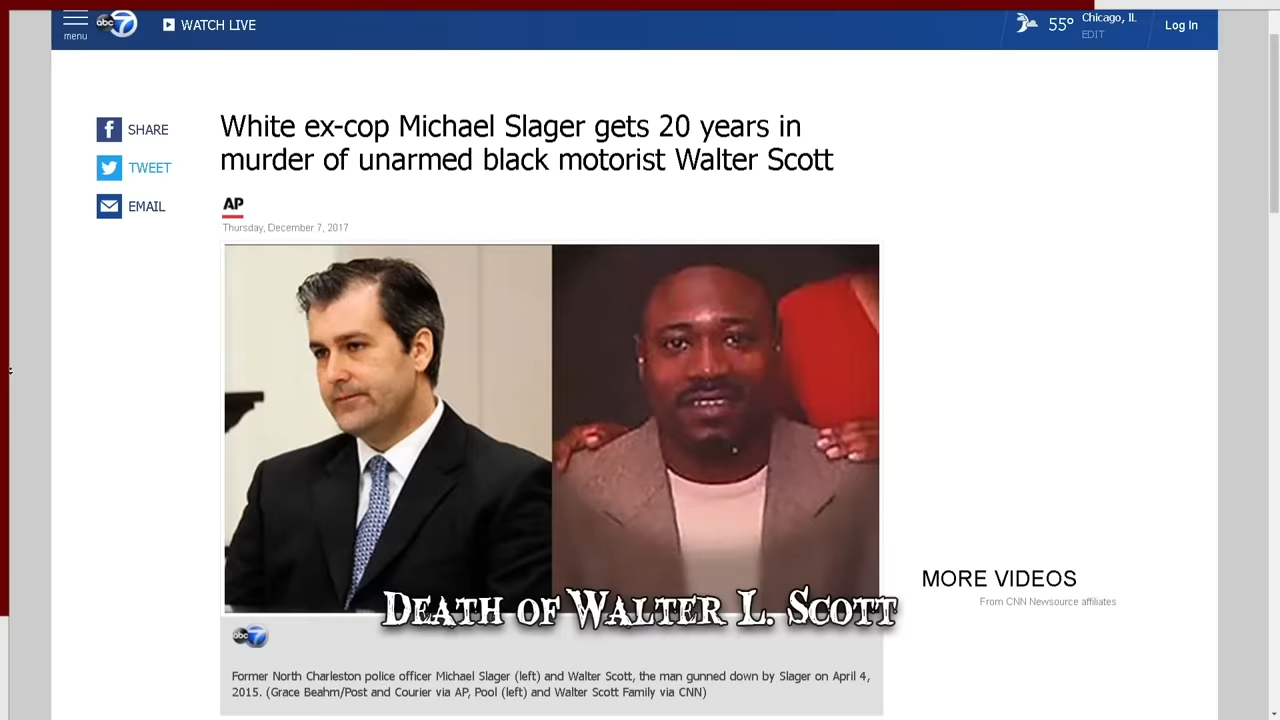 menu
abc 7
WATCH LIVE
55°
Chicago, IL
EDIT
Log In
f SHARE
TWEET
EMAIL
White ex-cop Michael Slager gets 20 years in
murder of unarmed black motorist Walter Scott
AP
Thursday, December 7, 2017
DEATH OF WALTER L. SCOTT
abc 7
MORE VIDEOS
From CNN Newsource affiliates
Former North Charleston police officer Michael Slager (left) and Walter Scott, the man gunned down by Slager on April 4,
2015. (Grace Beahm/Post and Courier via AP, Pool (left) and Walter Scott Family via CNN)